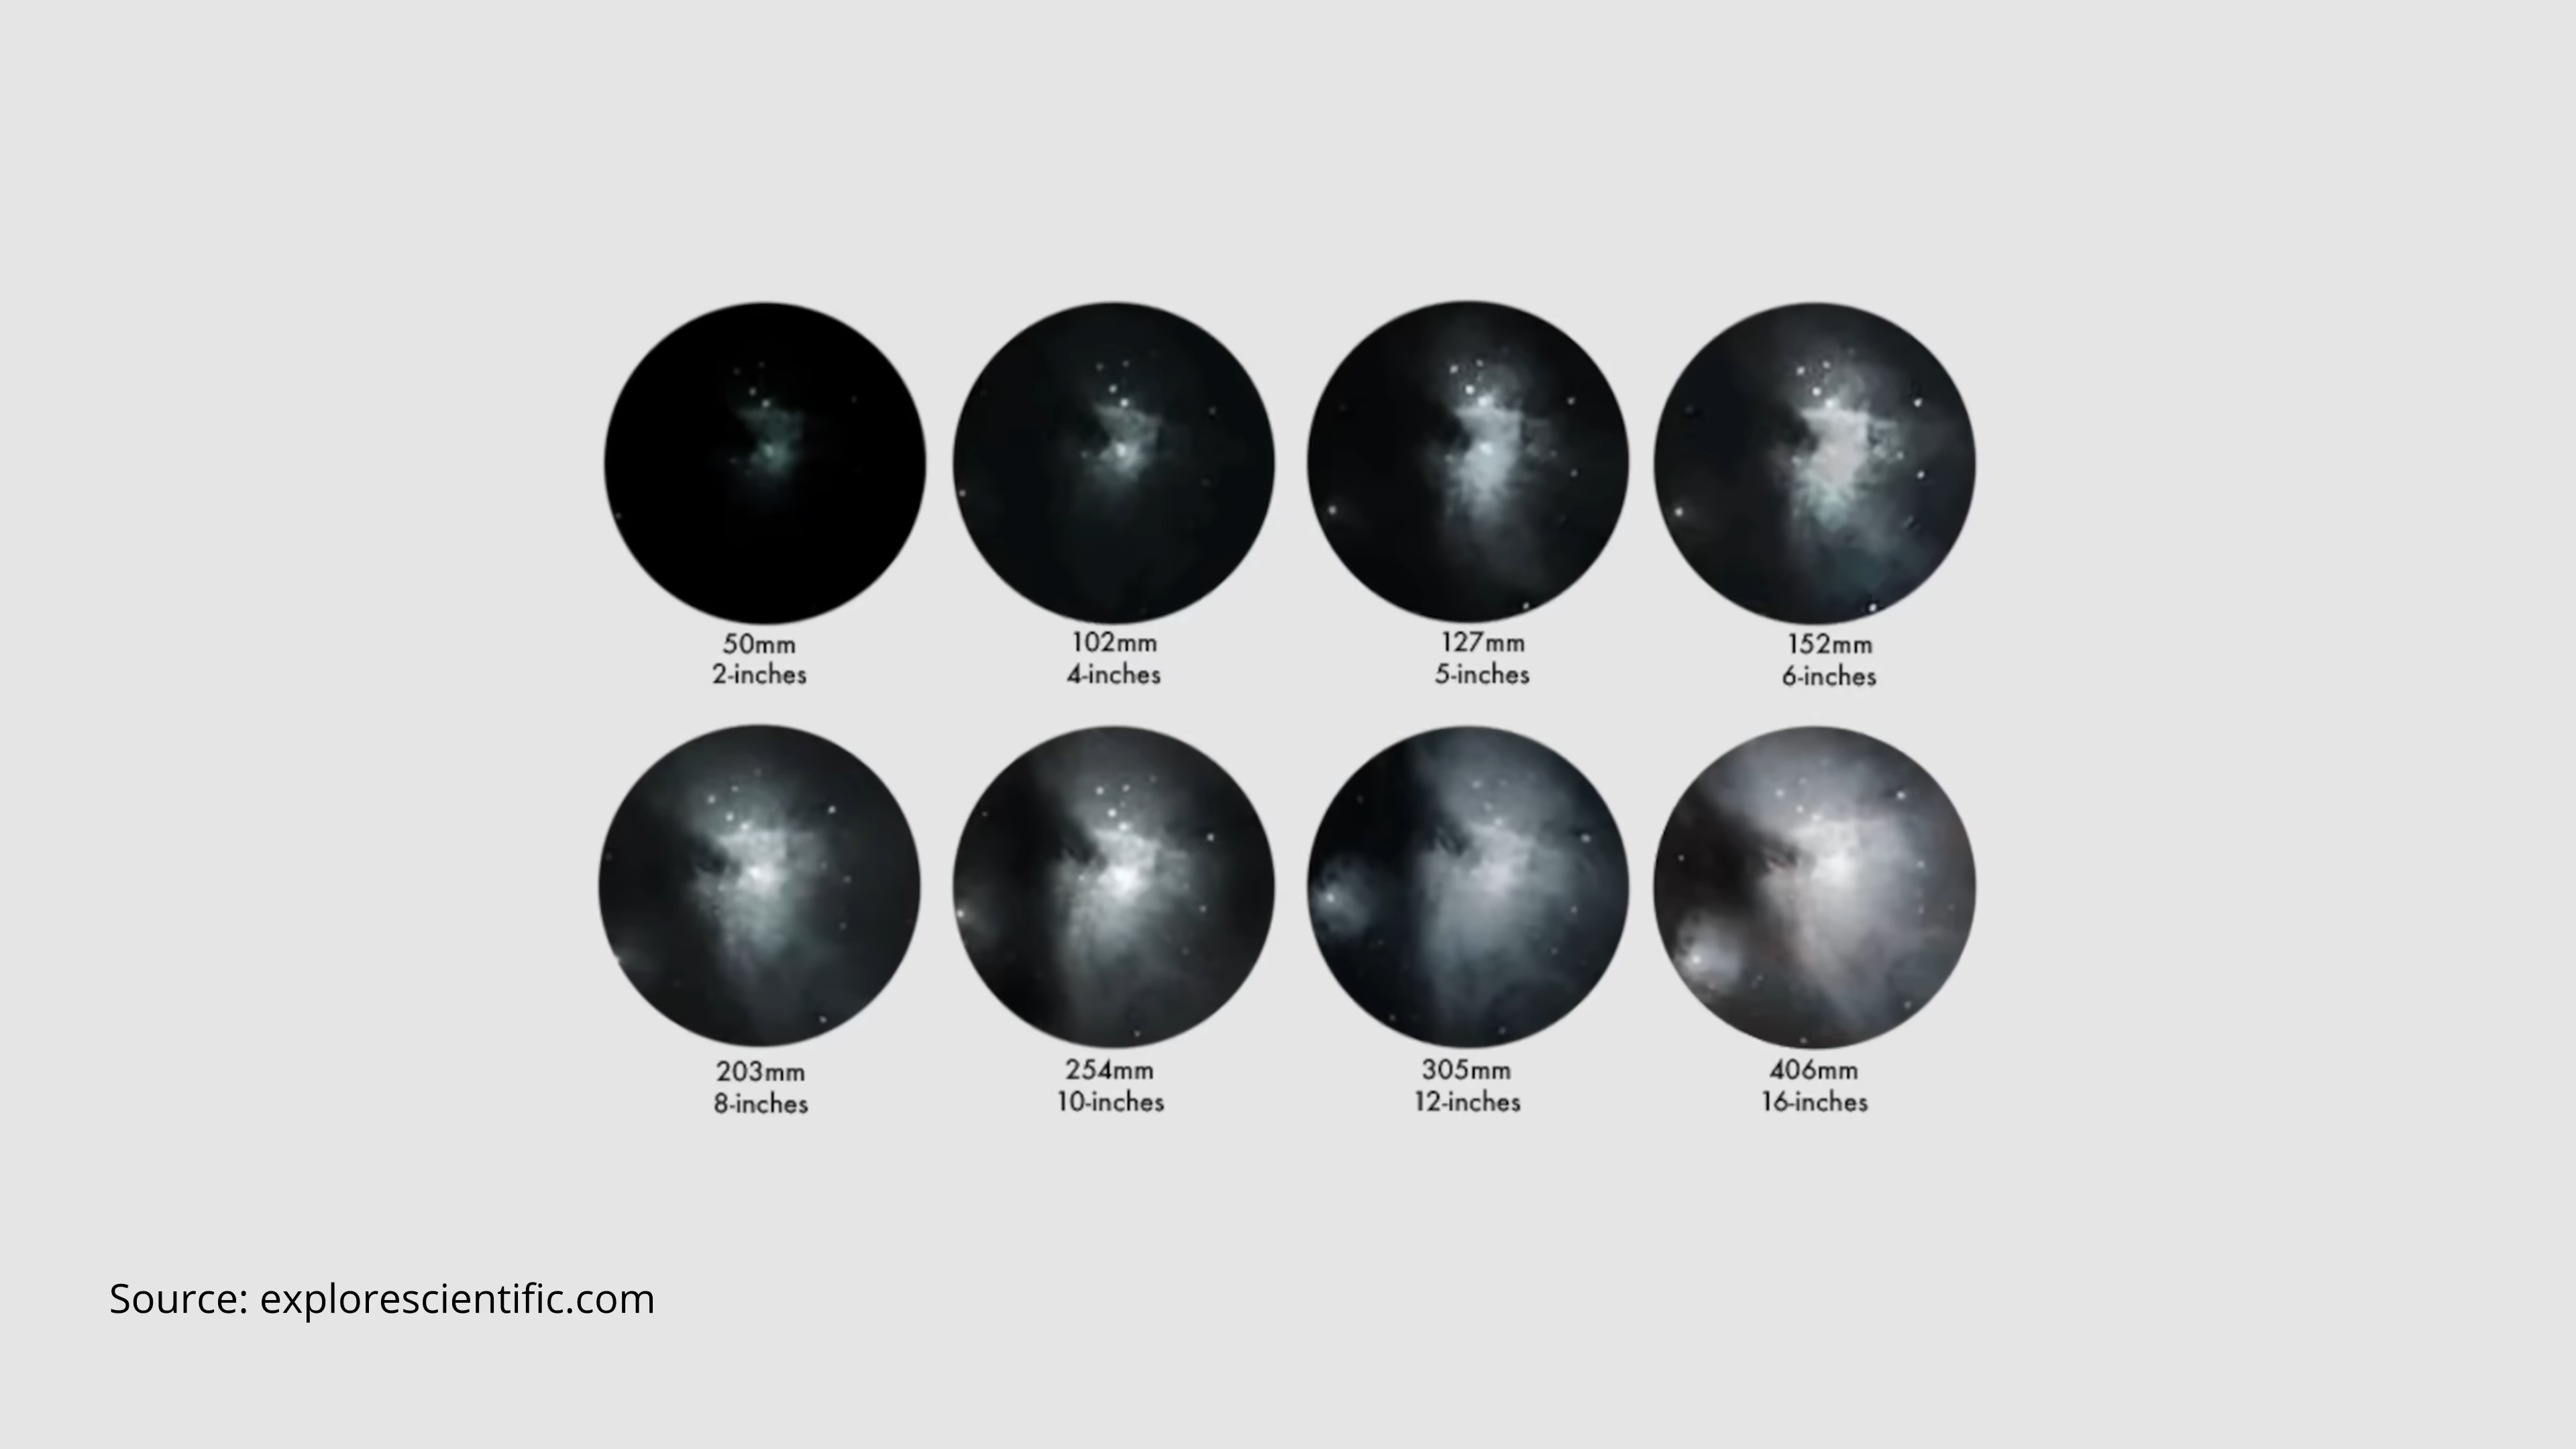 50mm
2-inches
102mm
4-inches
127mm
5-inches
152mm
6-inches
203mm
8-inches
254mm
10-inches
305mm
12-inches
406mm
16-inches
Source: explorescientific.com